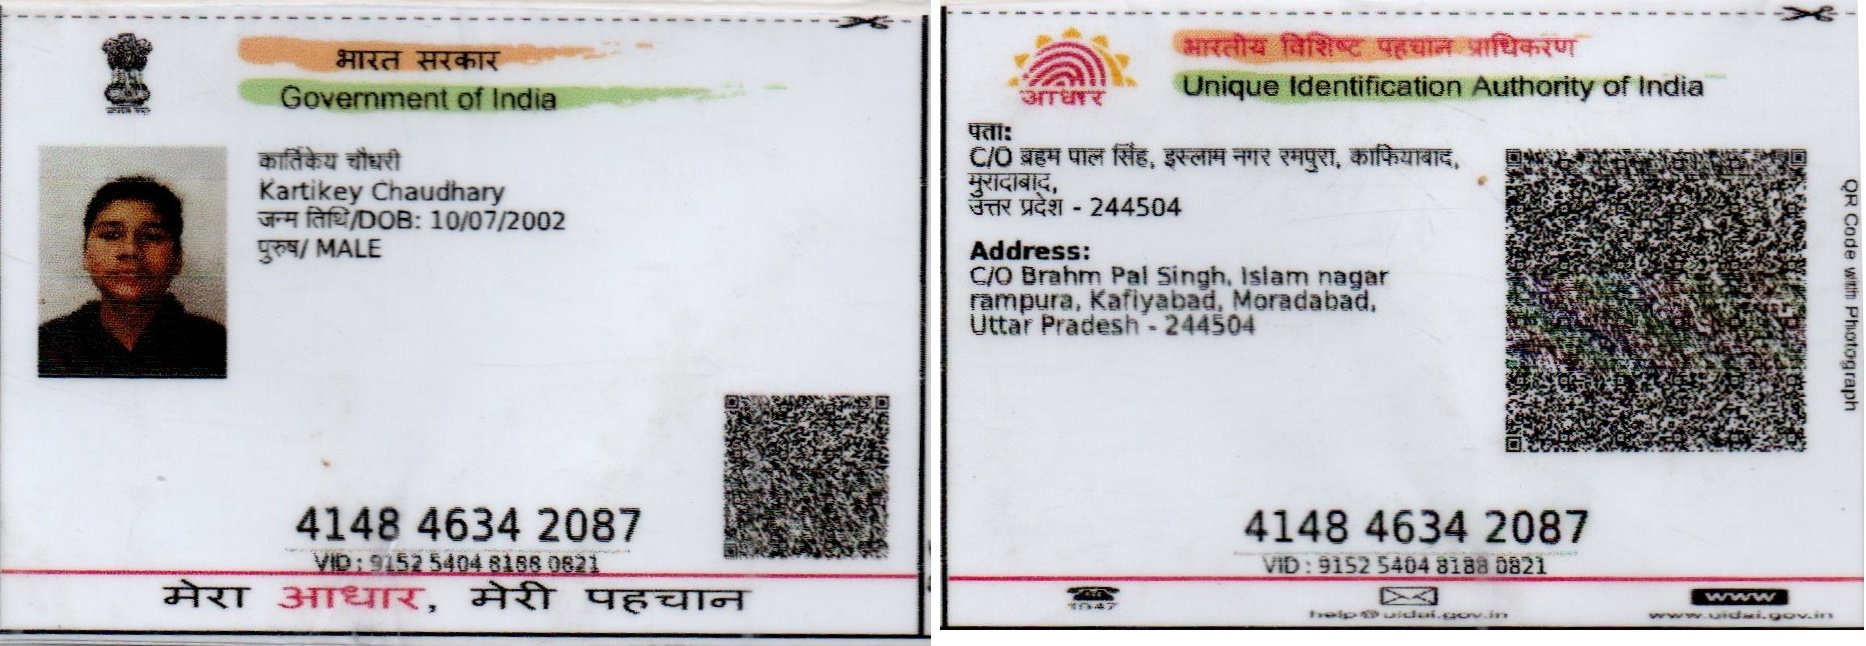 भारत सरकार
Government of India
कार्तिकेय चौधरी
Kartikey Chaudhary
जन्म तिथि/DOB: 10/07/2002
पुरुष/ MALE
4148 4634 2087
VID : 9152 5404 8188 0821
मेरा आधार, मेरी पहचान
भारतीय विशिष्ट पहचान प्राधिकरण
Unique Identification Authority of India
आधार
पता:
C/O ब्रहम पाल सिंह, इस्लाम नगर रमपुरा, काफियाबाद,
मुरादाबाद,
उत्तर प्रदेश - 244504
Address:
C/O Brahm Pal Singh, Islam nagar
rampura, Kafiyabad, Moradabad,
Uttar Pradesh - 244504
QR Code with Photograph
4148 4634 2087
VID : 9152 5404 8188 0821
1947
help@uidai.gov.in
www
www.uidai.gov.in